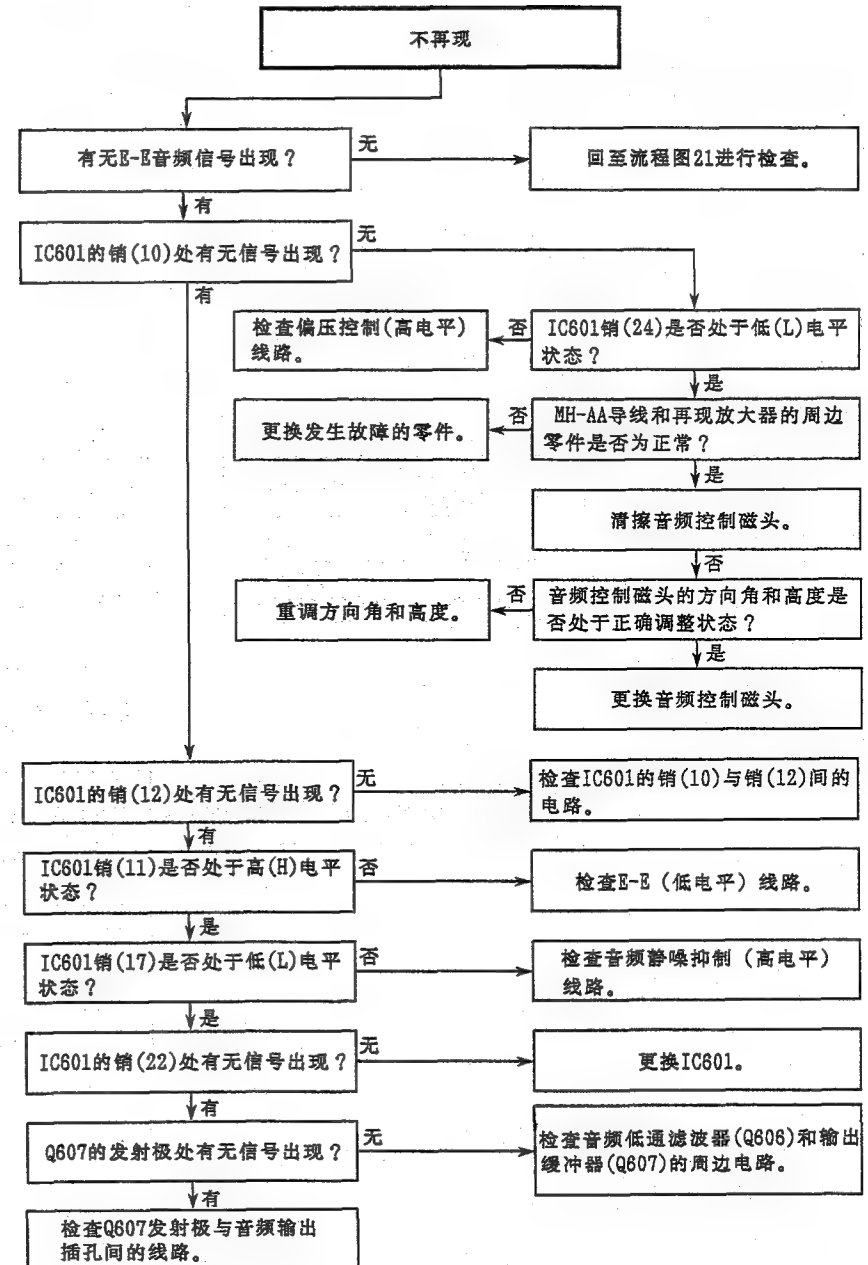 不再现
有无E-E音频信号出现？
无
回至流程图21进行检查。
有
IC601的销(10)处有无信号出现？
无
有
检查偏压控制(高电平)
线路。
否
IC601销(24)是否处于低(L)电平
状态？
是
更换发生故障的零件。
否
MH-AA导线和再现放大器的周边
零件是否为正常？
是
清擦音频控制磁头。
否
重调方向角和高度。
否
音频控制磁头的方向角和高度是
否处于正确调整状态？
是
更换音频控制磁头。
IC601的销(12)处有无信号出现？
无
检查IC601的销(10)与销(12)间的
电路。
有
IC601销(11)是否处于高(H)电平
状态？
否
检查E-E（低电平）线路。
是
IC601销(17)是否处于低(L)电平
状态？
否
检查音频静噪抑制（高电平）
线路。
是
IC601的销(22)处有无信号出现？
无
更换IC601。
有
Q607的发射极处有无信号出现？
无
检查音频低通滤波器(Q606)和输出
缓冲器(Q607)的周边电路。
有
检查Q607发射极与音频输出
插孔间的线路。